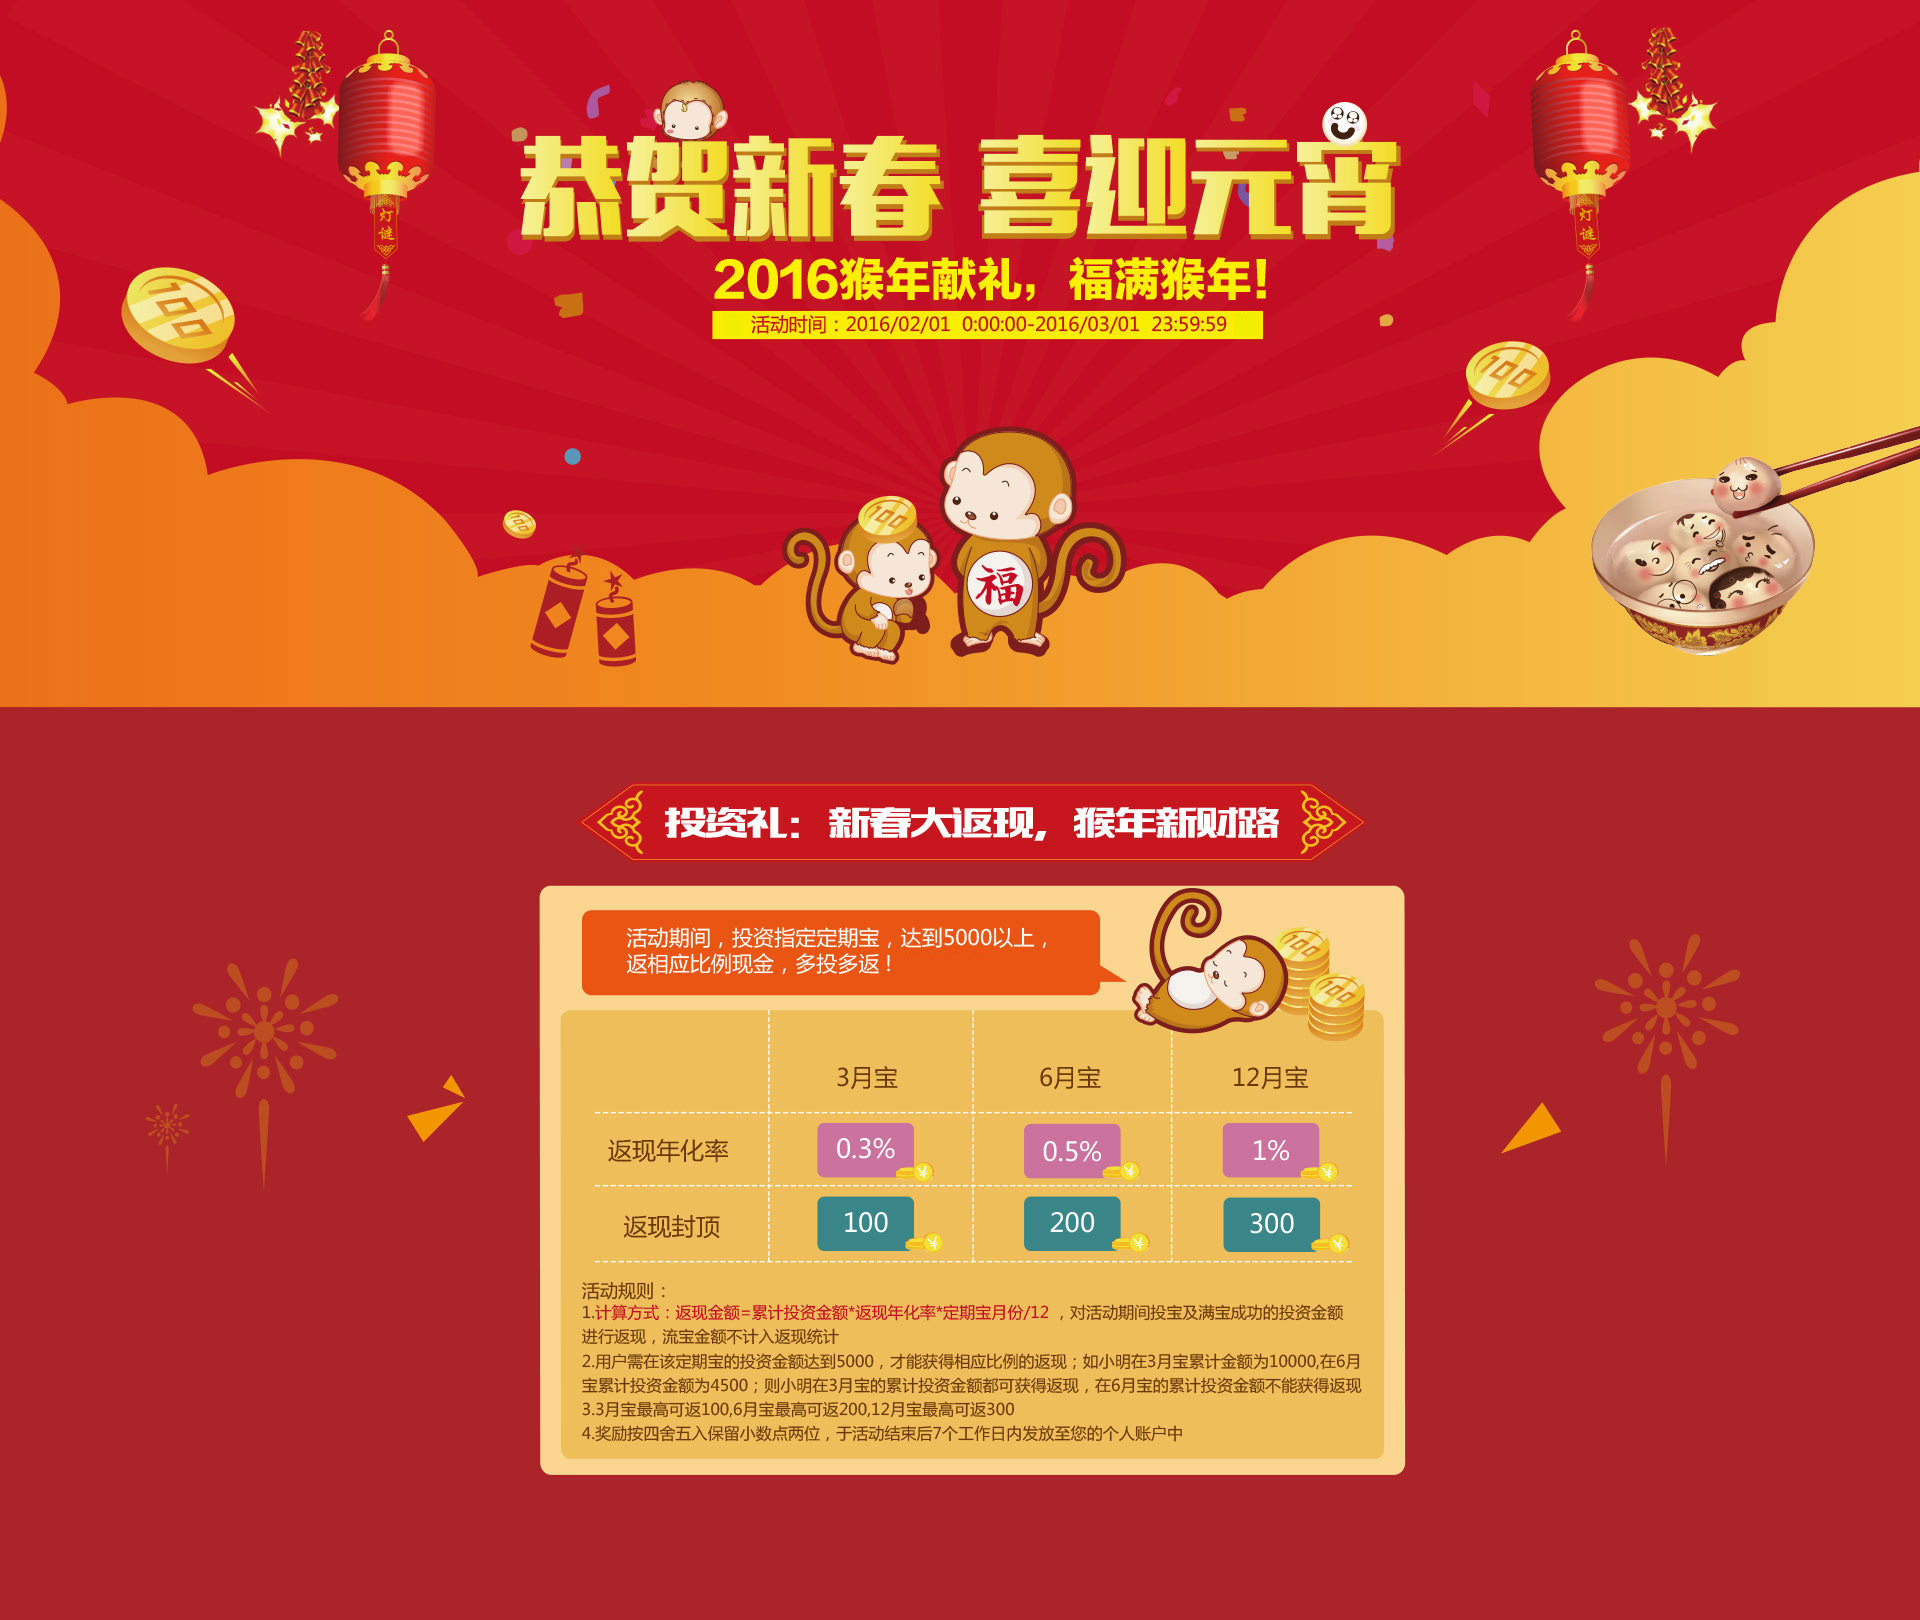 恭贺新春 喜迎元宵
灯谜
灯谜
2016猴年献礼，福满猴年!
活动时间：2016/02/01 0:00:00-2016/03/01 23:59:59
100
100
100
100
福
投资礼：新春大返现，猴年新财路
活动期间，投资指定定期宝，达到5000以上，
返相应比例现金，多投多返！
100
100
3月宝 6月宝 12月宝
返现年化率 0.3% 0.5% 1%
¥ ¥ ¥
返现封顶 100 200 300
¥ ¥ ¥
活动规则：
1.计算方式：返现金额=累计投资金额*返现年化率*定期宝月份/12 ，对活动期间投宝及满宝成功的投资金额
进行返现，流宝金额不计入返现统计
2.用户需在该定期宝的投资金额达到5000，才能获得相应比例的返现；如小明在3月宝累计金额为10000,在6月
宝累计投资金额为4500；则小明在3月宝的累计投资金额都可获得返现，在6月宝的累计投资金额不能获得返现
3.3月宝最高可返100,6月宝最高可返200,12月宝最高可返300
4.奖励按四舍五入保留小数点两位，于活动结束后7个工作日内发放至您的个人账户中